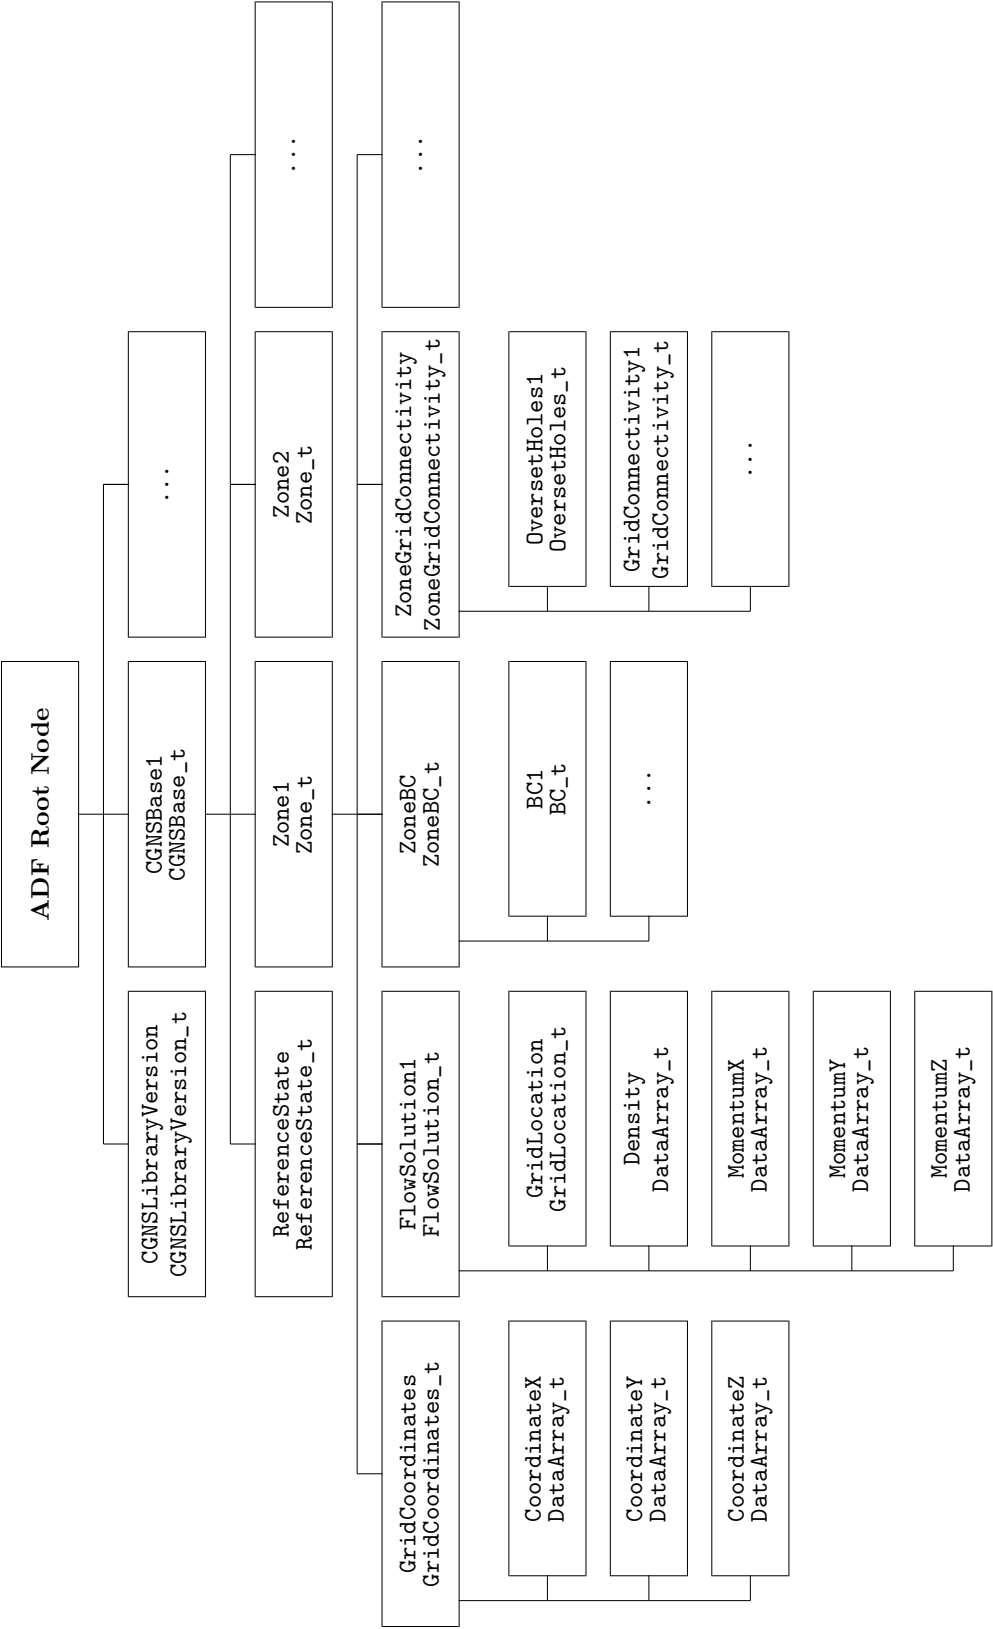 ADF Root Node
CGNSLibraryVersion
CGNSLibraryVersion_t
CGNSBase1
CGNSBase_t
...
ReferenceState
ReferenceState_t
Zone1
Zone_t
Zone2
Zone_t
...
GridCoordinates
GridCoordinates_t
FlowSolution1
FlowSolution_t
ZoneBC
ZoneBC_t
ZoneGridConnectivity
ZoneGridConnectivity_t
...
CoordinateX
DataArray_t
CoordinateY
DataArray_t
CoordinateZ
DataArray_t
GridLocation
GridLocation_t
Density
DataArray_t
MomentumX
DataArray_t
MomentumY
DataArray_t
MomentumZ
DataArray_t
BC1
BC_t
...
OversetHoles1
OversetHoles_t
GridConnectivity1
GridConnectivity_t
...